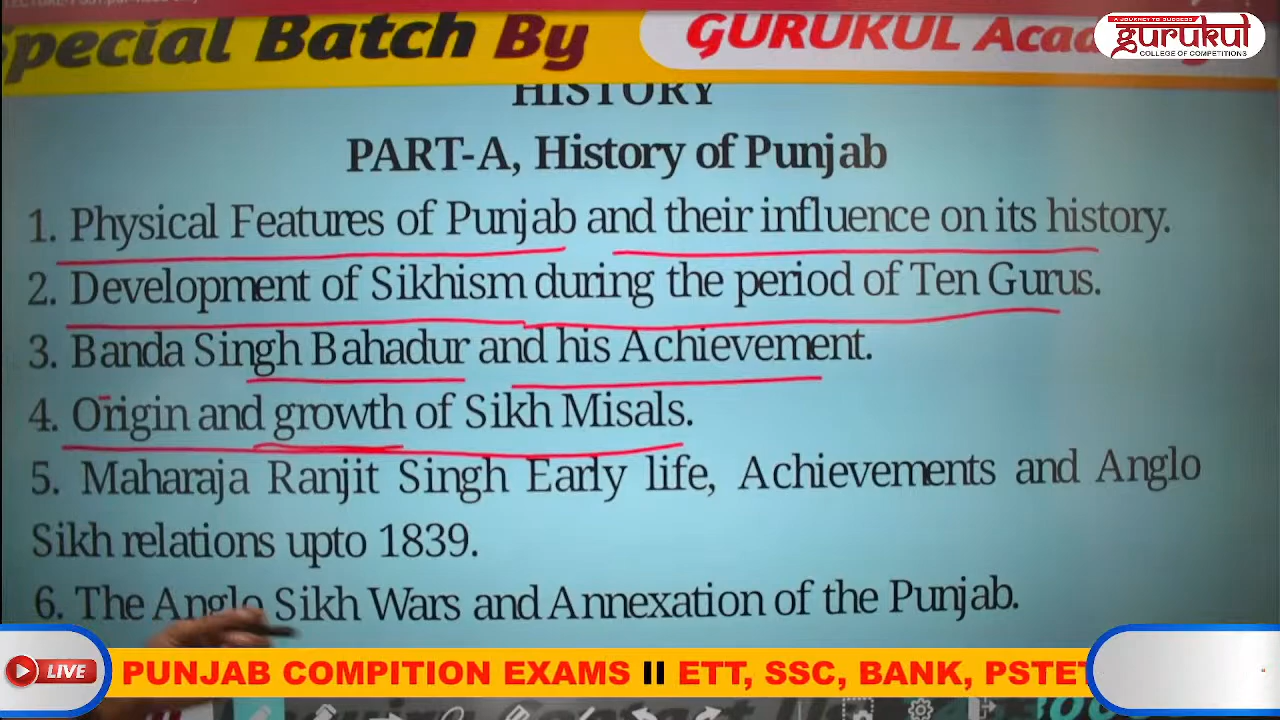 Special Batch By
GURUKUL Acad
A JOURNEY TO SUCCESS
gurukul
COLLEGE OF COMPETITIONS
HISTORY
PART-A, History of Punjab
1. Physical Features of Punjab and their influence on its history.
2. Development of Sikhism during the period of Ten Gurus.
3. Banda Singh Bahadur and his Achievement.
4. Origin and growth of Sikh Misals.
5. Maharaja Ranjit Singh Early life, Achievements and Anglo
Sikh relations upto 1839.
6. The Anglo Sikh Wars and Annexation of the Punjab.
LIVE
PUNJAB COMPITION EXAMS II ETT, SSC, BANK, PSTET